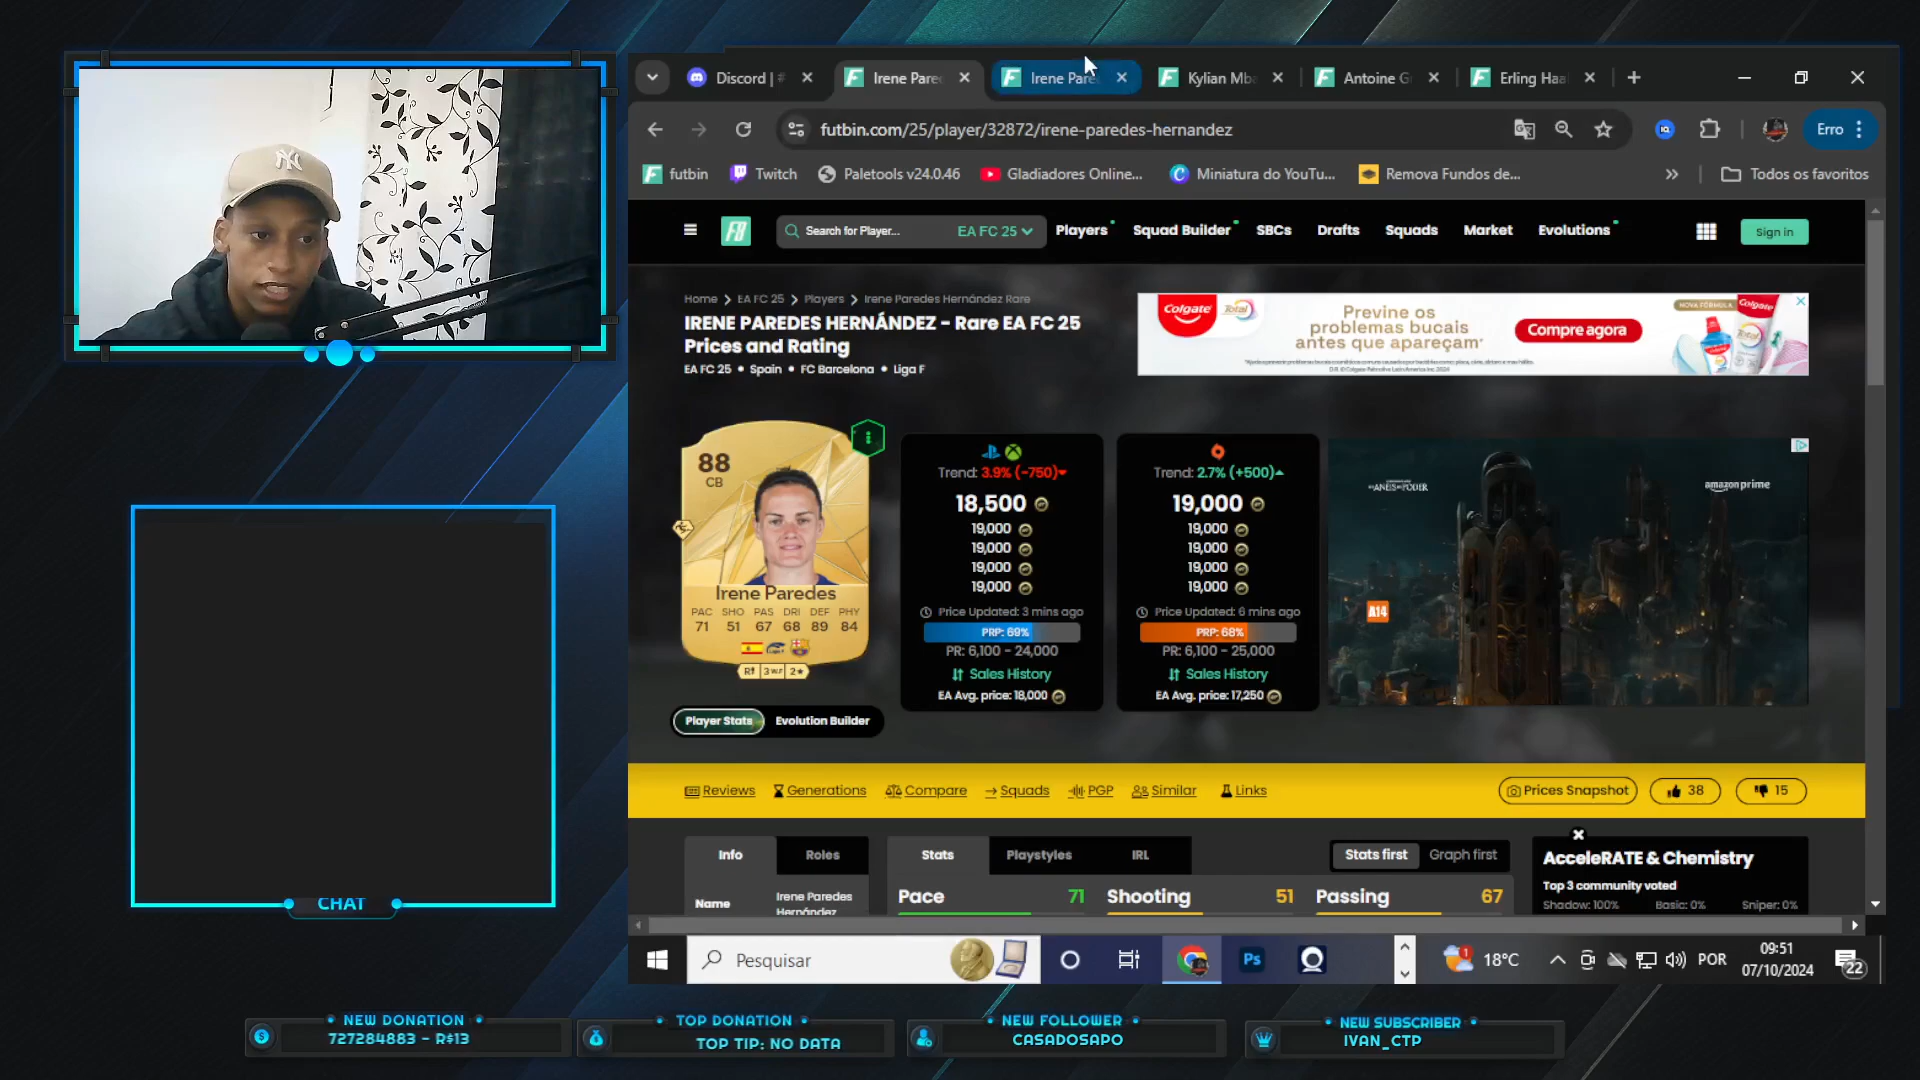 Discord | #
Irene Pared
Irene Pare
Kylian Mb
Antoine G
Erling Haa
futbin.com/25/player/32872/irene-paredes-hernandez
Erro
futbin
Twitch
Paletools v24.0.46
Gladiadores Online...
Miniatura do YouTu...
Remova Fundos de...
»
Todos os favoritos
Search for Player...
EA FC 25
Players
Squad Builder
SBCs
Drafts
Squads
Market
Evolutions
Sign in
Home > EA FC 25 > Players > Irene Paredes Hernández Rare
IRENE PAREDES HERNÁNDEZ - Rare EA FC 25
Prices and Rating
EA FC 25 • Spain • FC Barcelona • Liga F
Colgate Total
Previne os
problemas bucais
antes que apareçam*
Compre agora
NOVA FÓRMULA
Colgate
88
CB
Irene Paredes
PAC SHO PAS DRI DEF PHY
71 51 67 68 89 84
R 3 W.F 2★
Player Stats
Evolution Builder
Trend: 3.9% (-750)
18,500
19,000
19,000
19,000
19,000
Price Updated: 3 mins ago
PRP: 69%
PR: 6,100 - 24,000
Sales History
EA Avg. price: 18,000
Trend: 2.7% (+500)
19,000
19,000
19,000
19,000
19,000
Price Updated: 6 mins ago
PRP: 68%
PR: 6,100 - 25,000
Sales History
EA Avg. price: 17,250
amazon prime
A14
Reviews
Generations
Compare
Squads
PGP
Similar
Links
Prices Snapshot
38
15
Info
Roles
Stats
Playstyles
IRL
Stats first
Graph first
Name
Irene Paredes
Hernández
Pace 71
Shooting 51
Passing 67
AcceleRATE & Chemistry
Top 3 community voted
Shadow: 100% Basic: 0% Sniper: 0%
Pesquisar
Ps
1
18°C
POR
09:51
07/10/2024
22
CHAT
NEW DONATION
727284883 - R$13
TOP DONATION
TOP TIP: NO DATA
NEW FOLLOWER
CASADOSAPO
NEW SUBSCRIBER
IVAN_CTP